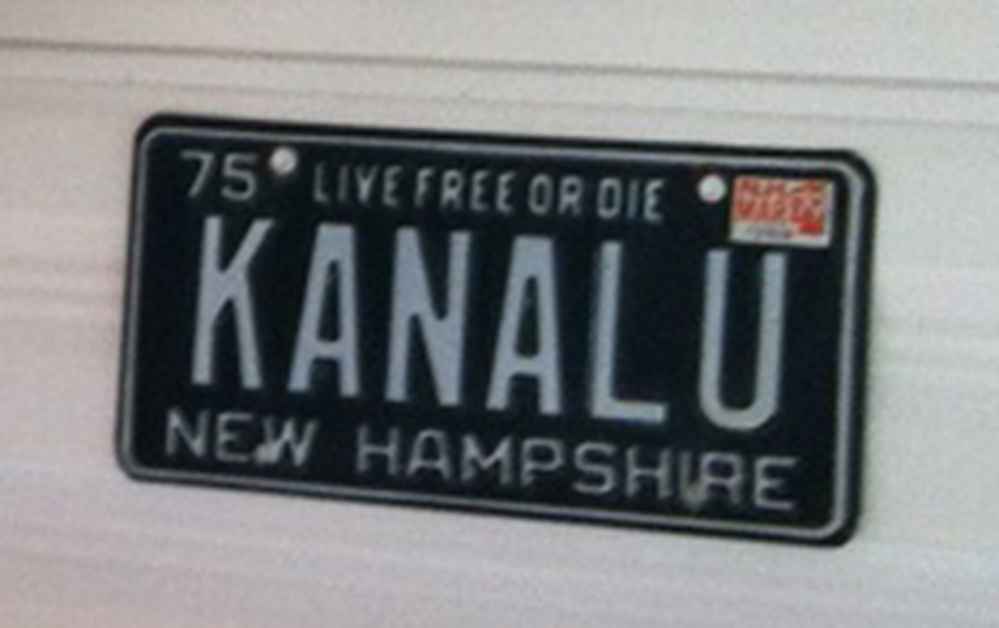 75 LIVE FREE OR DIE
KANALU
NEW HAMPSHIRE